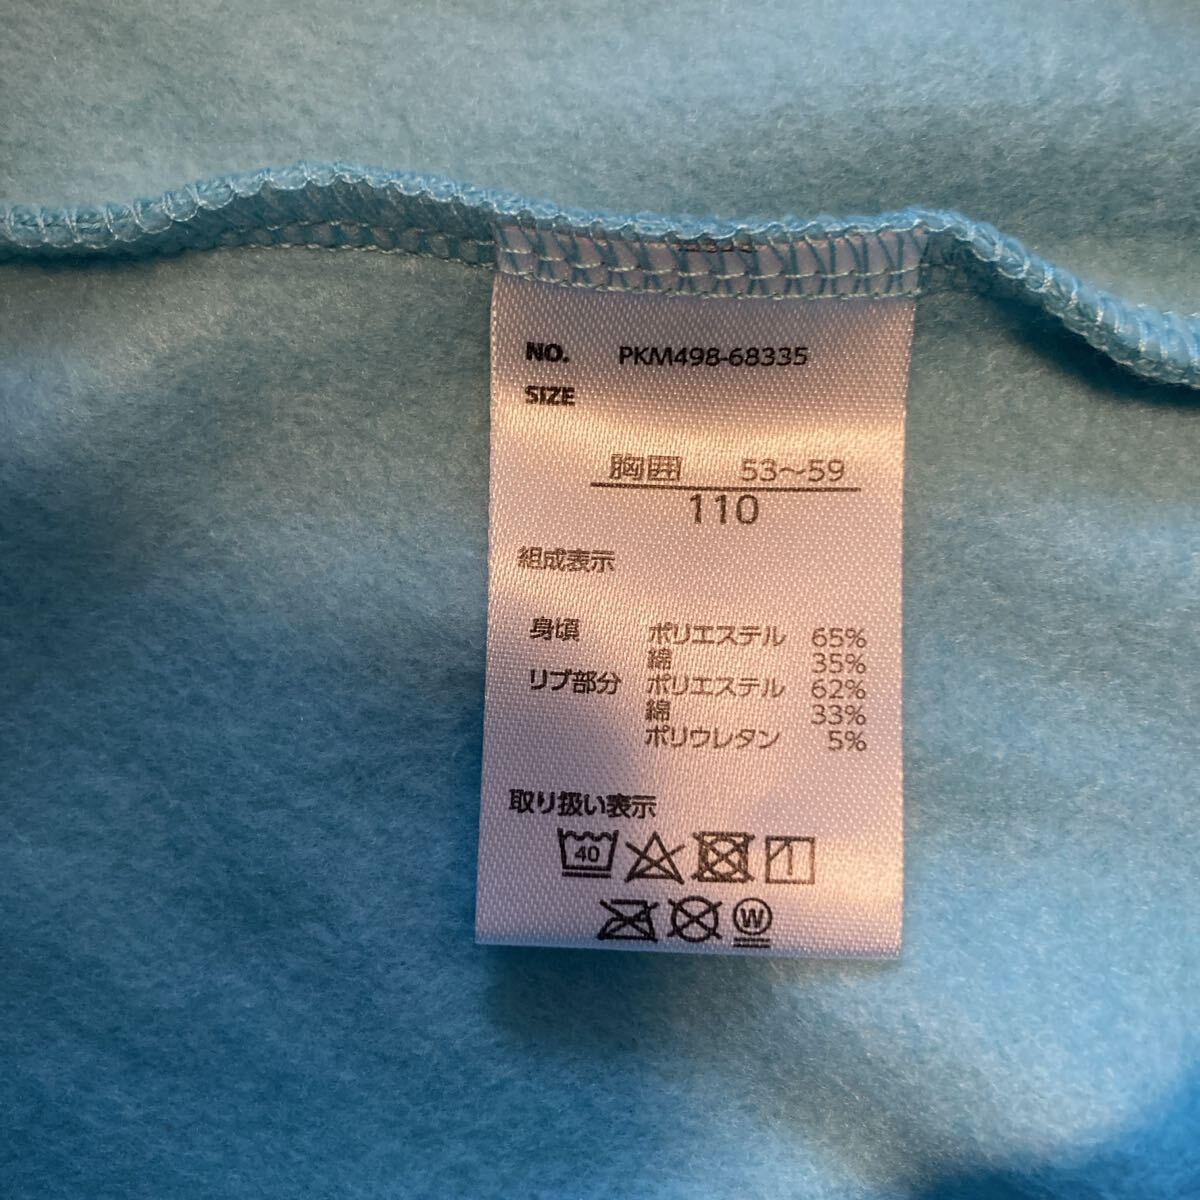 NO. PKM498-68335
SIZE
胸囲 53～59
110
組成表示
身頃 ポリエステル 65%
綿 35%
リブ部分 ポリエステル 62%
綿 33%
ポリウレタン 5%
取り扱い表示
40
W